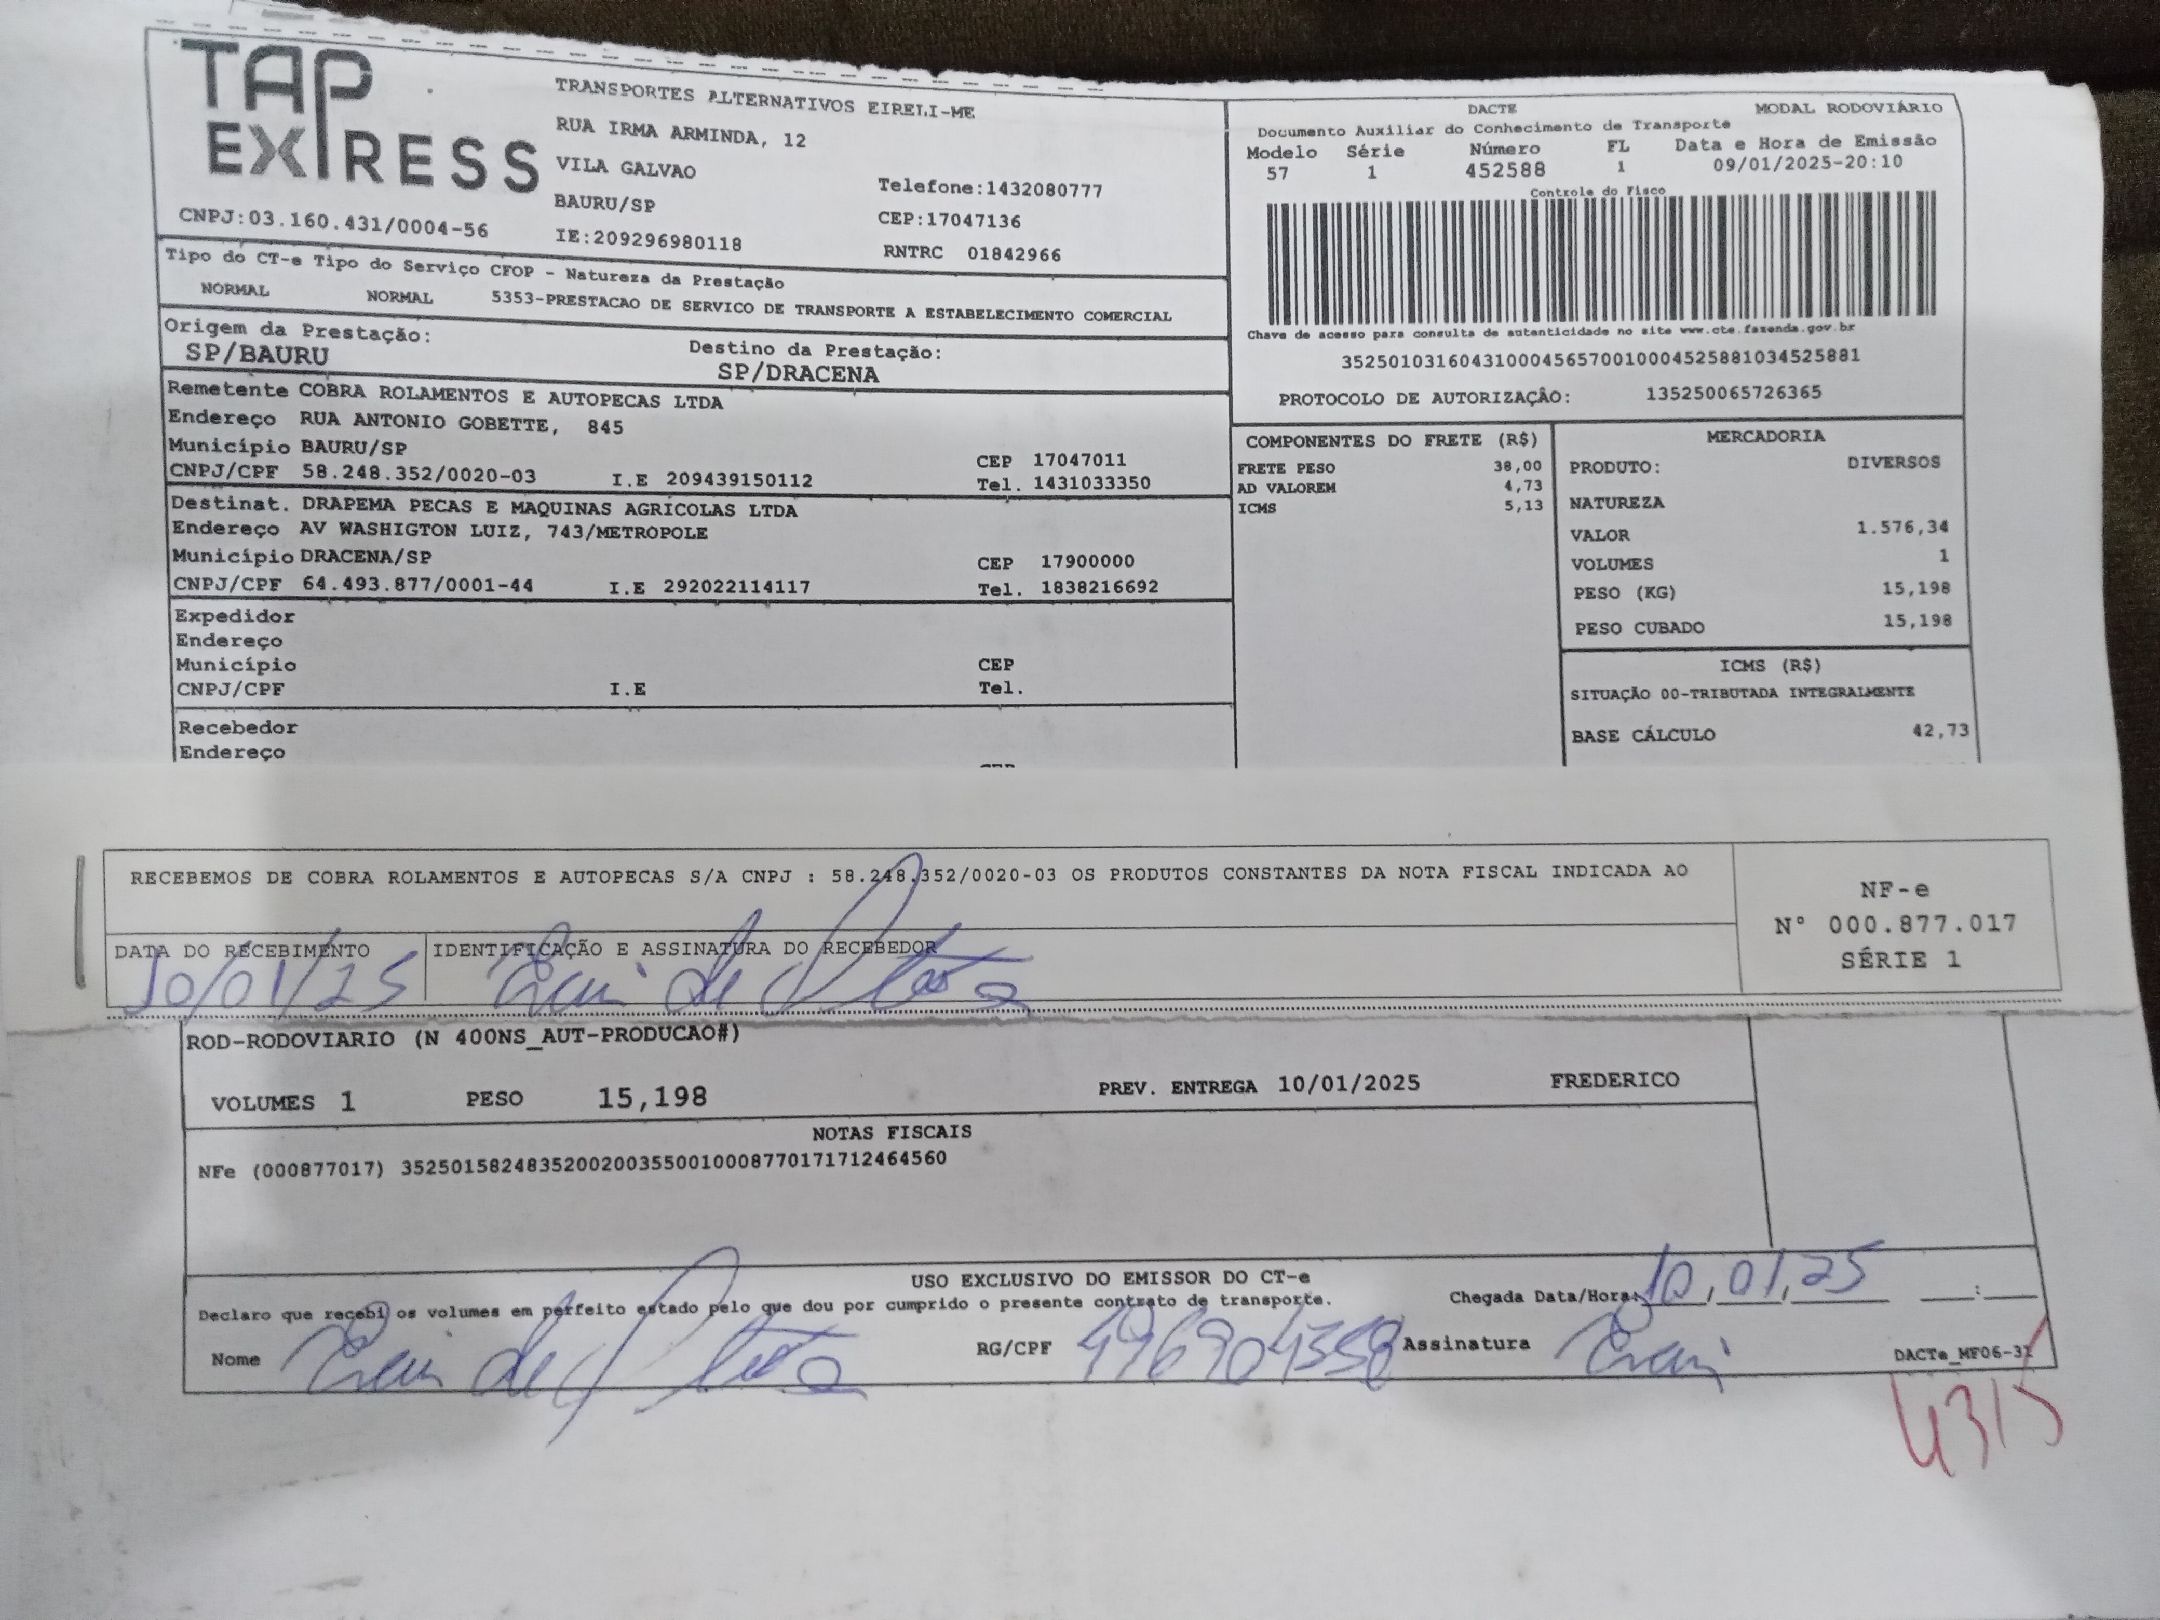 TAP EXPRESS
CNPJ:03.160.431/0004-56
TRANSPORTES ALTERNATIVOS EIRELI-ME
RUA IRMA ARMINDA, 12
VILA GALVAO
BAURU/SP
IE:209296980118
Telefone:1432080777
CEP:17047136
RNTRC 01842966
DACTE MODAL RODOVIÁRIO
Documento Auxiliar do Conhecimento de Transporte
Modelo Série Número FL Data e Hora de Emissão
57 1 452588 1 09/01/2025-20:10
Controle do Fisco
Chave de acesso para consulta de autenticidade no site www.cte.fazenda.gov.br
35250103160431000456570010004525881034525881
PROTOCOLO DE AUTORIZAÇÂO: 135250065726365
Tipo do CT-e Tipo do Serviço CFOP - Natureza da Prestação
NORMAL NORMAL 5353-PRESTACAO DE SERVICO DE TRANSPORTE A ESTABELECIMENTO COMERCIAL
Origem da Prestação: Destino da Prestação:
SP/BAURU SP/DRACENA
Remetente COBRA ROLAMENTOS E AUTOPECAS LTDA
Endereço RUA ANTONIO GOBETTE, 845
Município BAURU/SP CEP 17047011
CNPJ/CPF 58.248.352/0020-03 I.E 209439150112 Tel. 1431033350
Destinat. DRAPEMA PECAS E MAQUINAS AGRICOLAS LTDA
Endereço AV WASHIGTON LUIZ, 743/METROPOLE
Município DRACENA/SP CEP 17900000
CNPJ/CPF 64.493.877/0001-44 I.E 292022114117 Tel. 1838216692
Expedidor
Endereço
Município CEP
CNPJ/CPF I.E Tel.
Recebedor
Endereço
COMPONENTES DO FRETE (R$)
FRETE PESO 38,00
AD VALOREM 4,73
ICMS 5,13
MERCADORIA
PRODUTO: DIVERSOS
NATUREZA
VALOR 1.576,34
VOLUMES 1
PESO (KG) 15,198
PESO CUBADO 15,198
ICMS (R$)
SITUAÇÃO 00-TRIBUTADA INTEGRALMENTE
BASE CÁLCULO 42,73
RECEBEMOS DE COBRA ROLAMENTOS E AUTOPECAS S/A CNPJ : 58.248.352/0020-03 OS PRODUTOS CONSTANTES DA NOTA FISCAL INDICADA AO
DATA DO RECEBIMENTO IDENTIFICAÇÃO E ASSINATURA DO RECEBEDOR
10/01/25
NF-e
N° 000.877.017
SÉRIE 1
ROD-RODOVIARIO (N 400NS_AUT-PRODUCAO#)
VOLUMES 1 PESO 15,198 PREV. ENTREGA 10/01/2025 FREDERICO
NOTAS FISCAIS
NFe (000877017) 35250158248352002003550010008770171712464560
USO EXCLUSIVO DO EMISSOR DO CT-e
Declaro que recebi os volumes em perfeito estado pelo que dou por cumprido o presente contrato de transporte. Chegada Data/Hora: 10/01/25 :
Nome RG/CPF 496904358 Assinatura
DACTe_MF06-31
4315